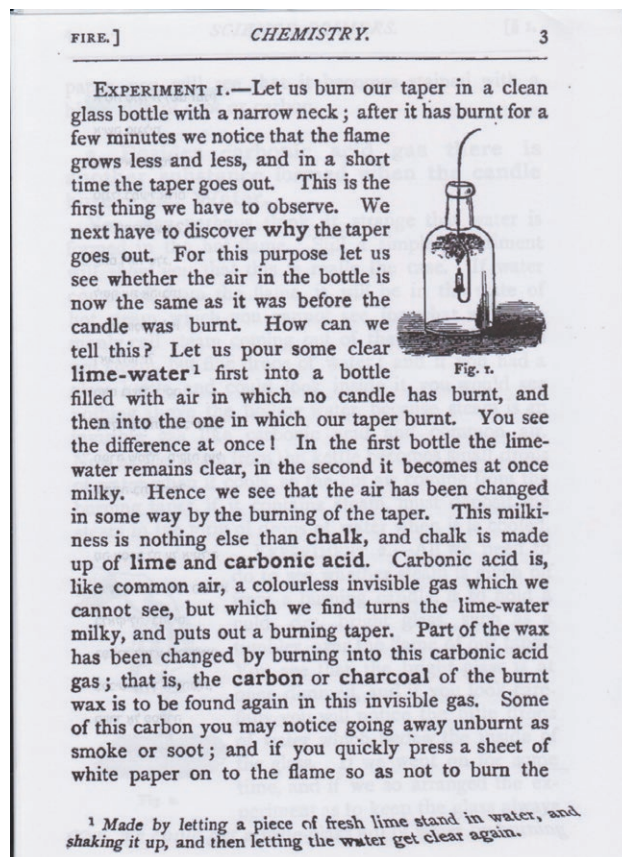 FIRE.] CHEMISTRY. 3
EXPERIMENT 1.—Let us burn our taper in a clean
glass bottle with a narrow neck ; after it has burnt for a
few minutes we notice that the flame
grows less and less, and in a short
time the taper goes out. This is the
first thing we have to observe. We
next have to discover why the taper
goes out. For this purpose let us
see whether the air in the bottle is
now the same as it was before the
candle was burnt. How can we
tell this ? Let us pour some clear
lime-water¹ first into a bottle
Fig. 1.
filled with air in which no candle has burnt, and
then into the one in which our taper burnt. You see
the difference at once ! In the first bottle the lime-
water remains clear, in the second it becomes at once
milky. Hence we see that the air has been changed
in some way by the burning of the taper. This milki-
ness is nothing else than chalk, and chalk is made
up of lime and carbonic acid. Carbonic acid is,
like common air, a colourless invisible gas which we
cannot see, but which we find turns the lime-water
milky, and puts out a burning taper. Part of the wax
has been changed by burning into this carbonic acid
gas ; that is, the carbon or charcoal of the burnt
wax is to be found again in this invisible gas. Some
of this carbon you may notice going away unburnt as
smoke or soot ; and if you quickly press a sheet of
white paper on to the flame so as not to burn the
¹ Made by letting a piece of fresh lime stand in water, and
shaking it up, and then letting the water get clear again.